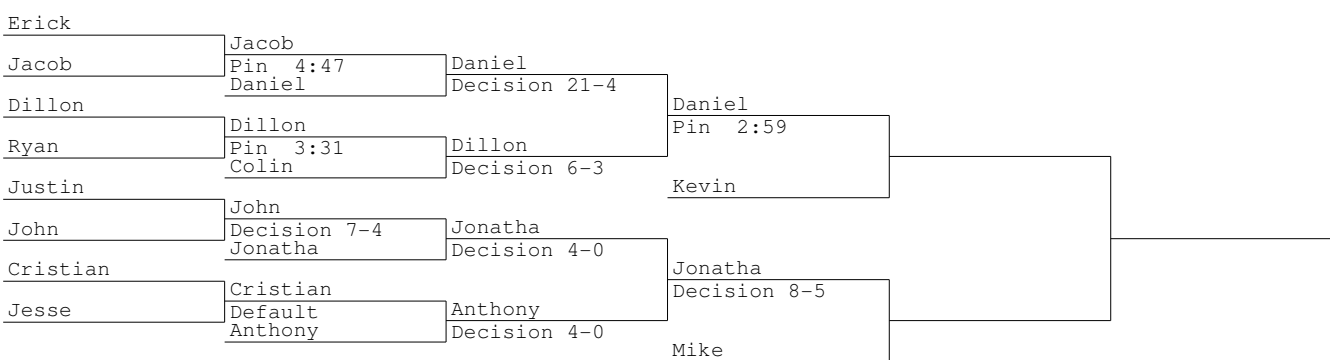 Erick
Jacob
Jacob
Pin 4:47
Daniel
Daniel
Decision 21-4
Dillon
Daniel
Pin 2:59
Dillon
Ryan
Pin 3:31
Colin
Dillon
Decision 6-3
Justin
Kevin
John
John
Decision 7-4
Jonatha
Jonatha
Decision 4-0
Cristian
Jonatha
Decision 8-5
Cristian
Jesse
Default
Anthony
Anthony
Decision 4-0
Mike